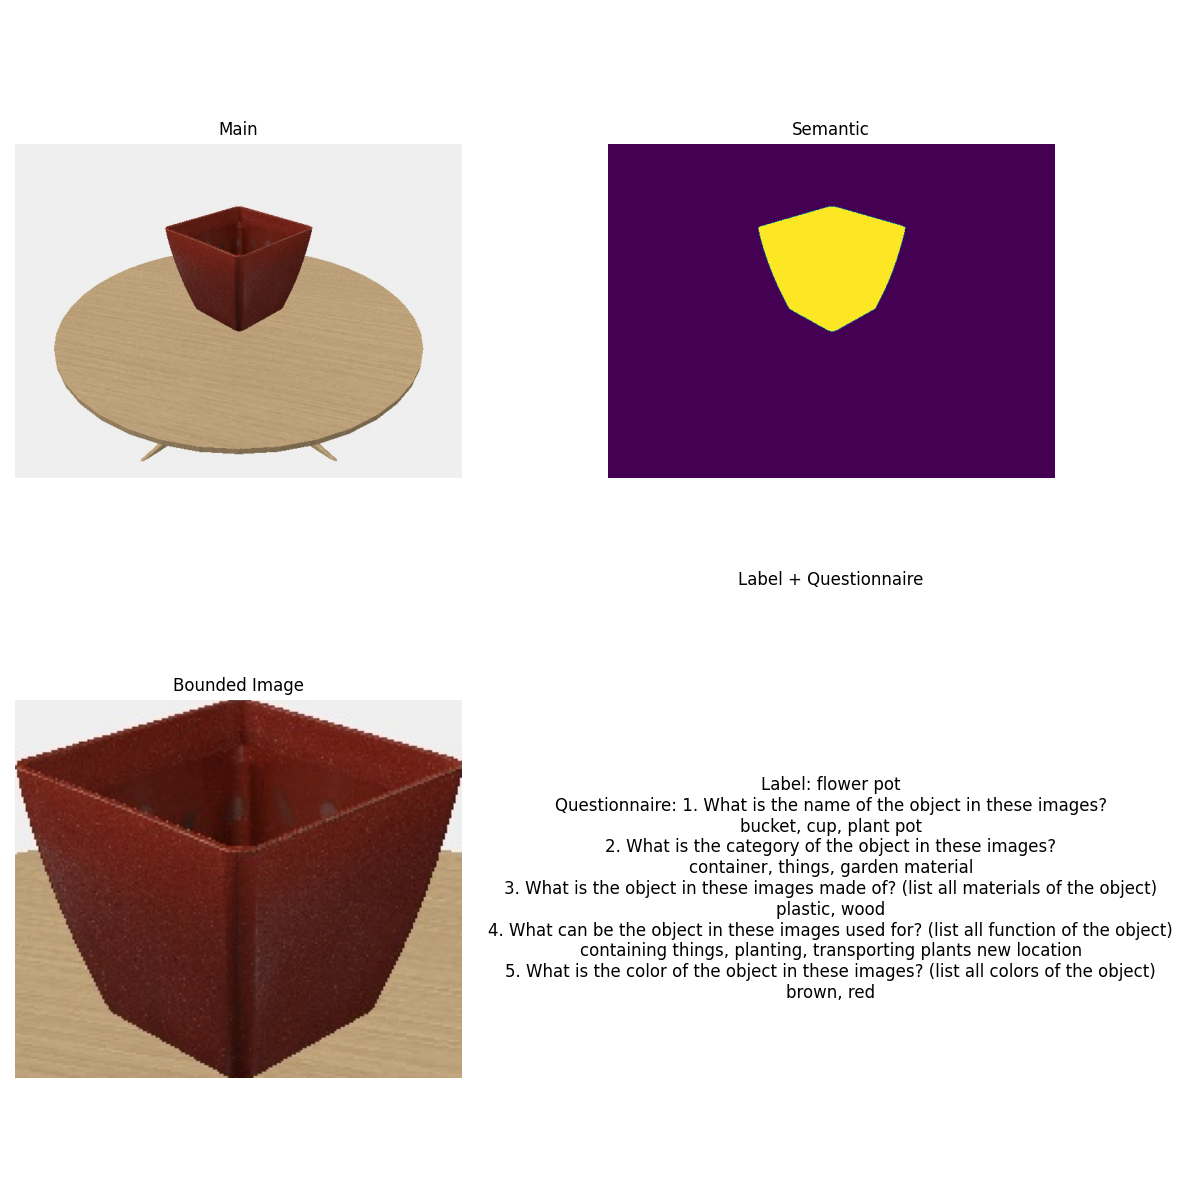 Main
Semantic
Label + Questionnaire
Bounded Image
Label: flower pot
Questionnaire: 1. What is the name of the object in these images?
bucket, cup, plant pot
2. What is the category of the object in these images?
container, things, garden material
3. What is the object in these images made of? (list all materials of the object)
plastic, wood
4. What can be the object in these images used for? (list all function of the object)
containing things, planting, transporting plants new location
5. What is the color of the object in these images? (list all colors of the object)
brown, red